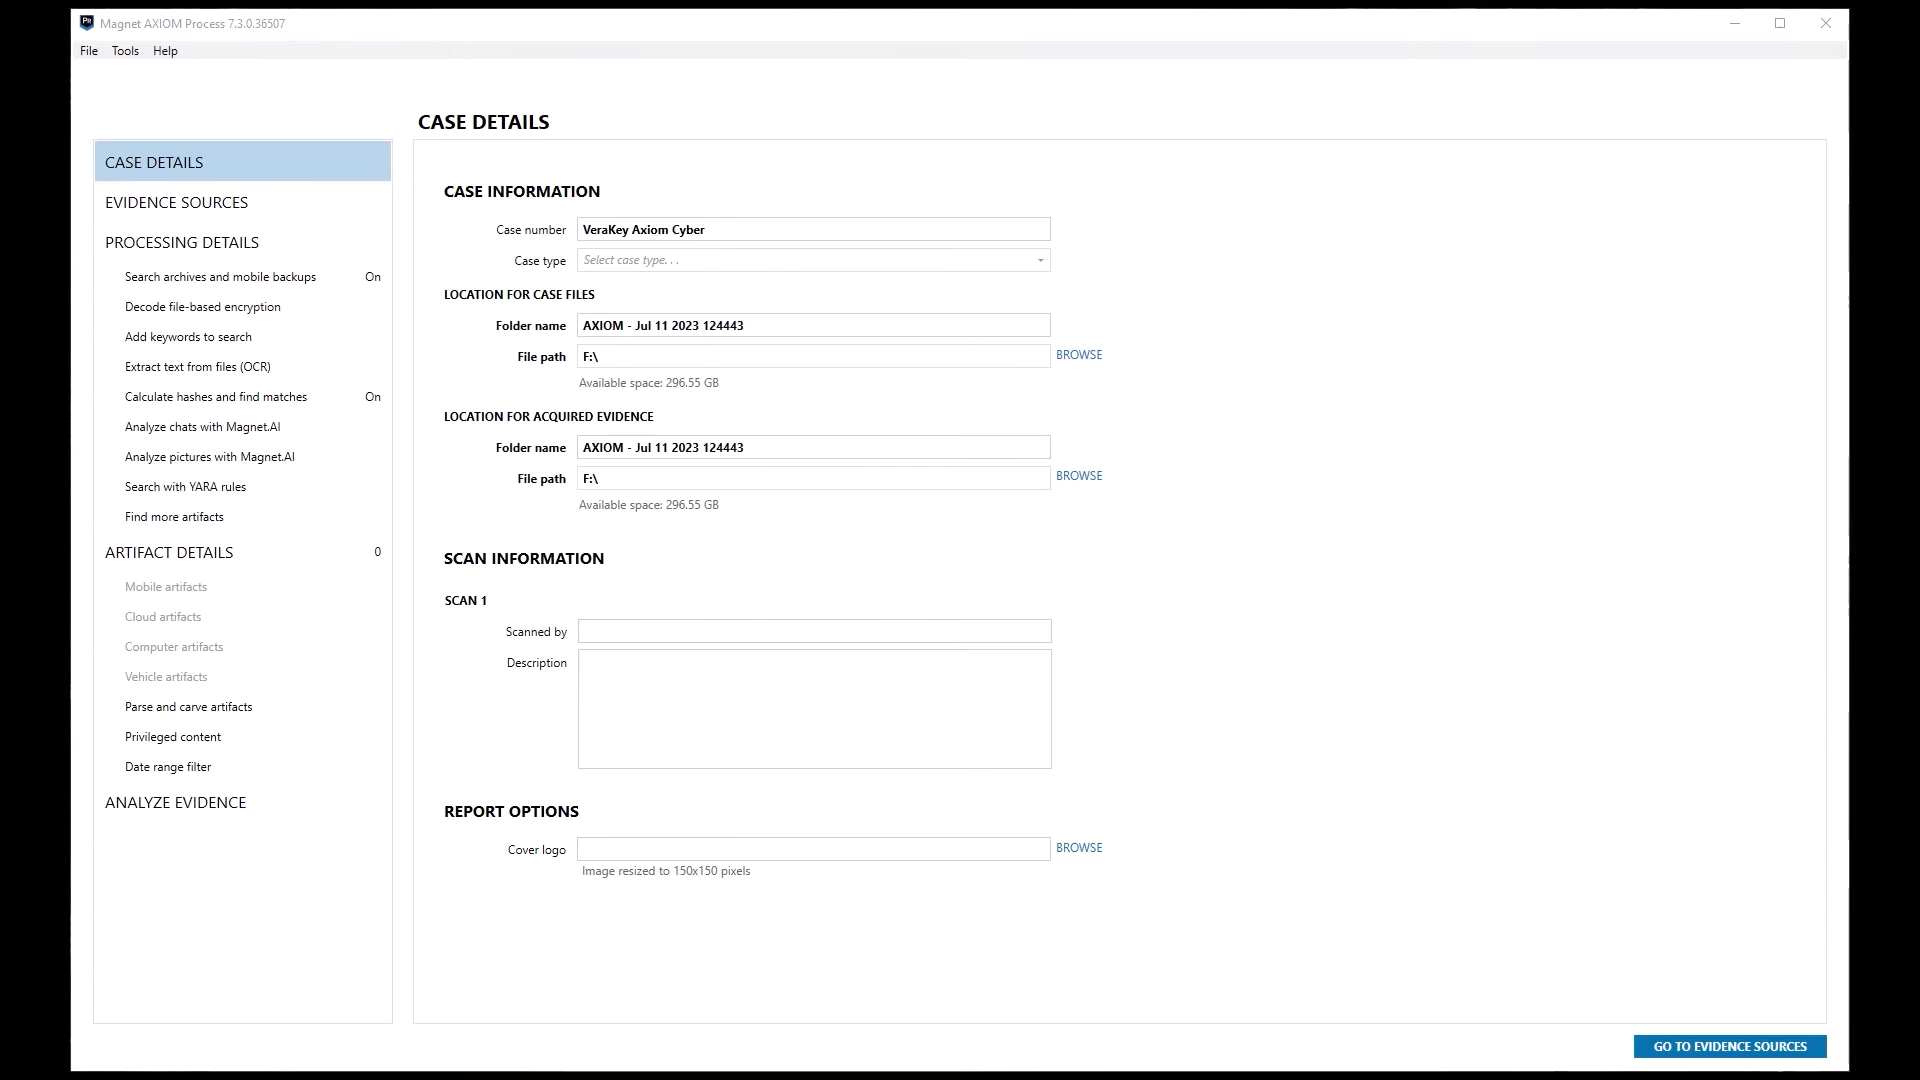 Magnet AXIOM Process 7.3.0.36507
File Tools Help
CASE DETAILS
CASE DETAILS
EVIDENCE SOURCES
PROCESSING DETAILS
Search archives and mobile backups On
Decode file-based encryption
Add keywords to search
Extract text from files (OCR)
Calculate hashes and find matches On
Analyze chats with Magnet.AI
Analyze pictures with Magnet.AI
Search with YARA rules
Find more artifacts
ARTIFACT DETAILS 0
Mobile artifacts
Cloud artifacts
Computer artifacts
Vehicle artifacts
Parse and carve artifacts
Privileged content
Date range filter
ANALYZE EVIDENCE
CASE INFORMATION
Case number VeraKey Axiom Cyber
Case type Select case type. . .
LOCATION FOR CASE FILES
Folder name AXIOM - Jul 11 2023 124443
File path F:\ BROWSE
Available space: 296.55 GB
LOCATION FOR ACQUIRED EVIDENCE
Folder name AXIOM - Jul 11 2023 124443
File path F:\ BROWSE
Available space: 296.55 GB
SCAN INFORMATION
SCAN 1
Scanned by
Description
REPORT OPTIONS
Cover logo BROWSE
Image resized to 150x150 pixels
GO TO EVIDENCE SOURCES